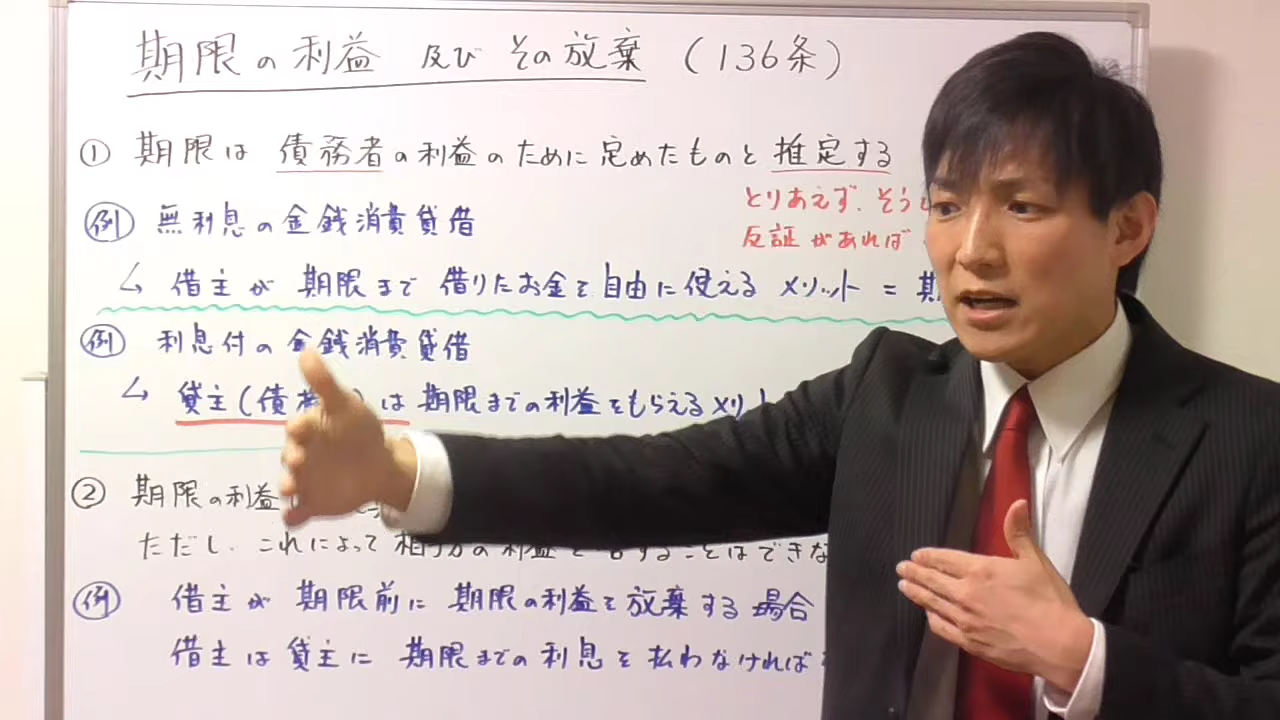 期限の利益 及び その放棄 (136条)
① 期限は 債務者の利益のために定めたものと推定する
とりあえず、そう
反証があれば
例 無利息の金銭消費貸借
↳ 借主が 期限まで 借りたお金を自由に使える メリット = 期
例 利息付の金銭消費貸借
↳ 貸主(債 は 期限までの利益をもらえるメリット
② 期限の利益
ただし、これによって相手方の利益を害することはできな
例 借主が 期限前に 期限の利益を放棄する場合
借主は貸主に 期限までの利息を払わなければ